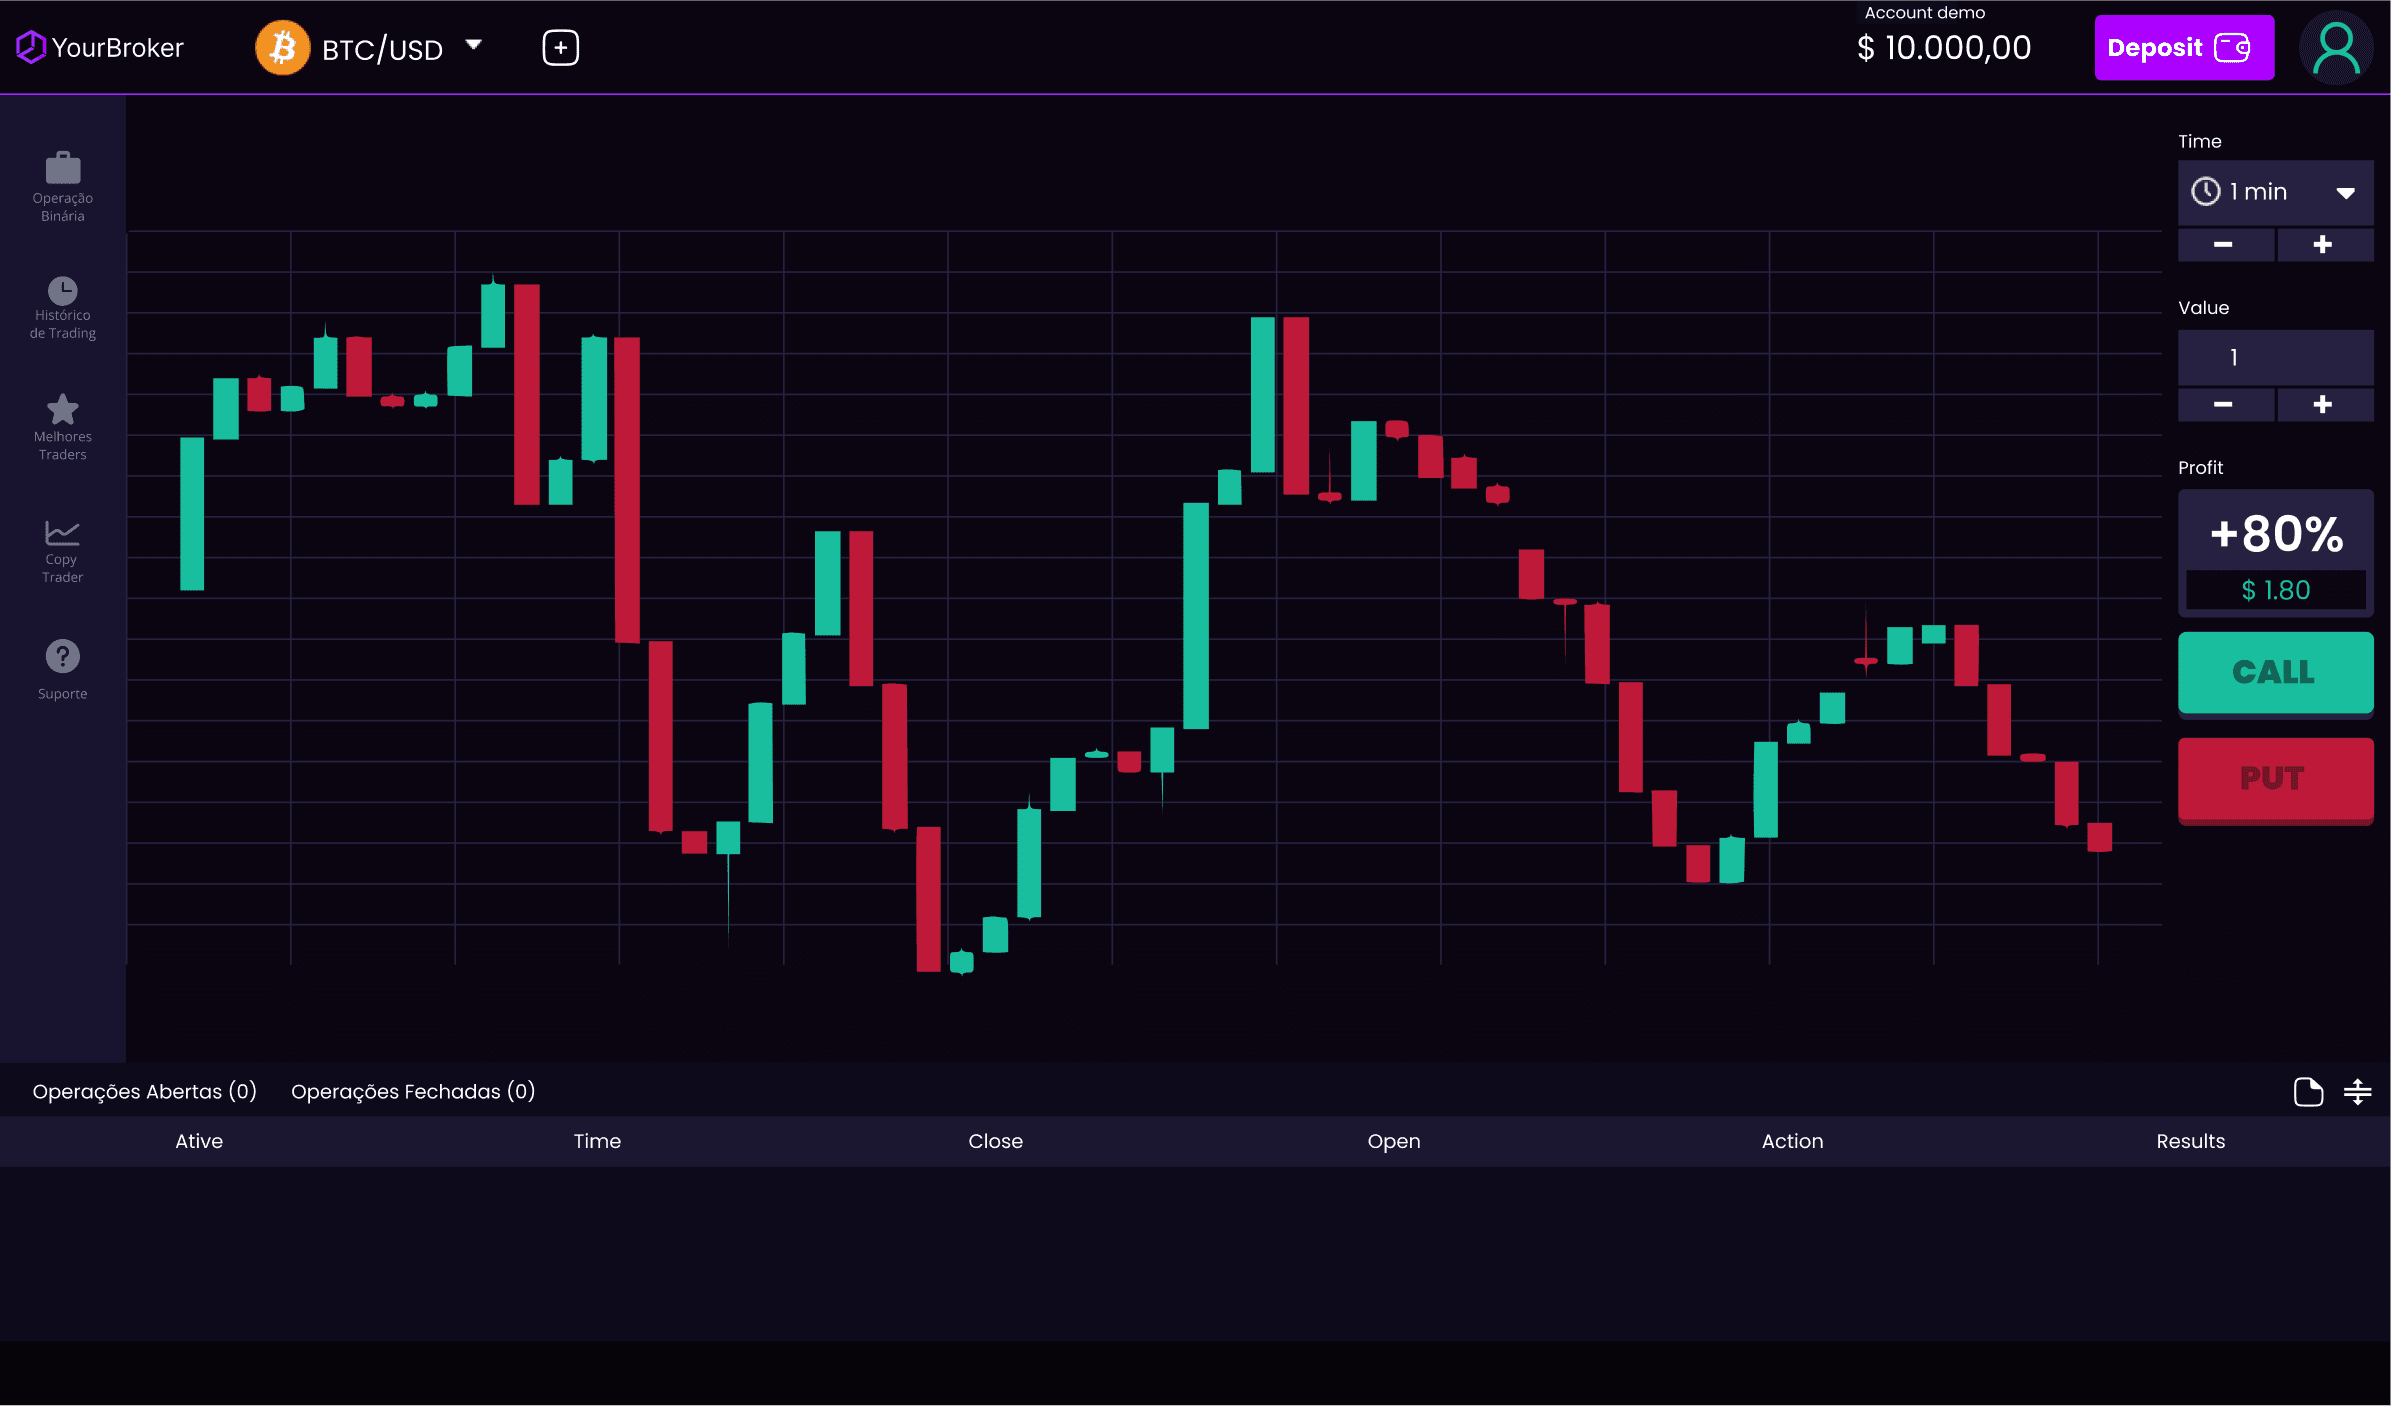 YourBroker
BTC/USD
Account demo
$ 10.000,00
Deposit
Operação
Binária
Histórico
de Trading
Melhores
Traders
Copy
Trader
Suporte
Time
1 min
Value
1
Profit
+80%
$ 1.80
CALL
PUT
Operações Abertas (0)
Operações Fechadas (0)
Ative
Time
Close
Open
Action
Results